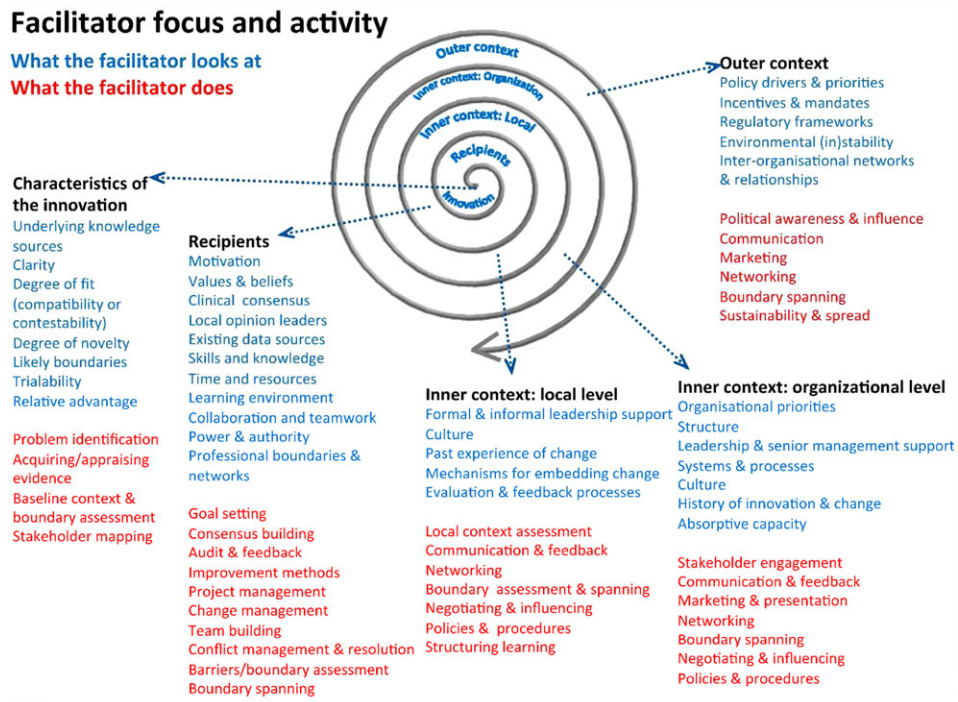 Facilitator focus and activity
What the facilitator looks at
What the facilitator does
Outer context
Inner context: Organization
Inner context: Local
Recipients
Innovation
Characteristics of
the innovation
Underlying knowledge
sources
Clarity
Degree of fit
(compatibility or
contestability)
Degree of novelty
Likely boundaries
Trialability
Relative advantage
Problem identification
Acquiring/appraising
evidence
Baseline context &
boundary assessment
Stakeholder mapping
Recipients
Motivation
Values & beliefs
Clinical consensus
Local opinion leaders
Existing data sources
Skills and knowledge
Time and resources
Learning environment
Collaboration and teamwork
Power & authority
Professional boundaries &
networks
Goal setting
Consensus building
Audit & feedback
Improvement methods
Project management
Change management
Team building
Conflict management & resolution
Barriers/boundary assessment
Boundary spanning
Inner context: local level
Formal & informal leadership support
Culture
Past experience of change
Mechanisms for embedding change
Evaluation & feedback processes
Local context assessment
Communication & feedback
Networking
Boundary assessment & spanning
Negotiating & influencing
Policies & procedures
Structuring learning
Inner context: organizational level
Organisational priorities
Structure
Leadership & senior management support
Systems & processes
Culture
History of innovation & change
Absorptive capacity
Stakeholder engagement
Communication & feedback
Marketing & presentation
Networking
Boundary spanning
Negotiating & influencing
Policies & procedures
Outer context
Policy drivers & priorities
Incentives & mandates
Regulatory frameworks
Environmental (in)stability
Inter-organisational networks
& relationships
Political awareness & influence
Communication
Marketing
Networking
Boundary spanning
Sustainability & spread